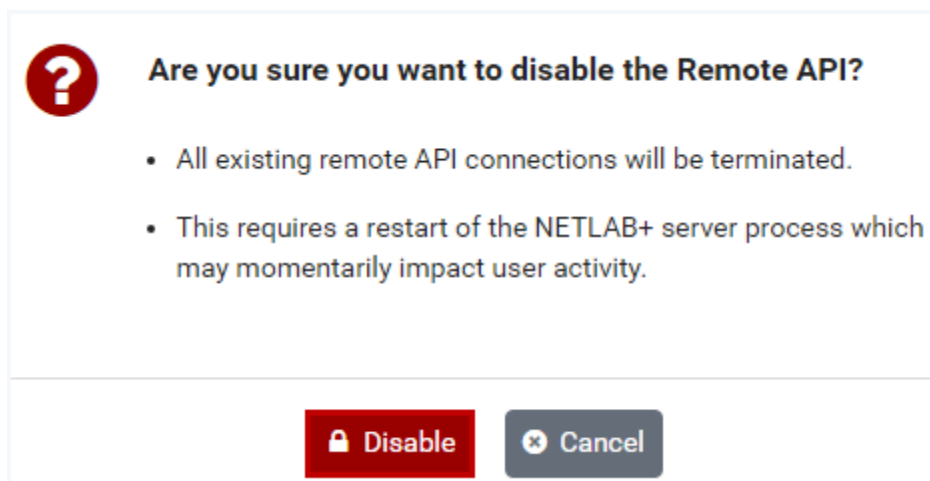 Are you sure you want to disable the Remote API?
• All existing remote API connections will be terminated.
• This requires a restart of the NETLAB+ server process which
may momentarily impact user activity.
Disable
Cancel